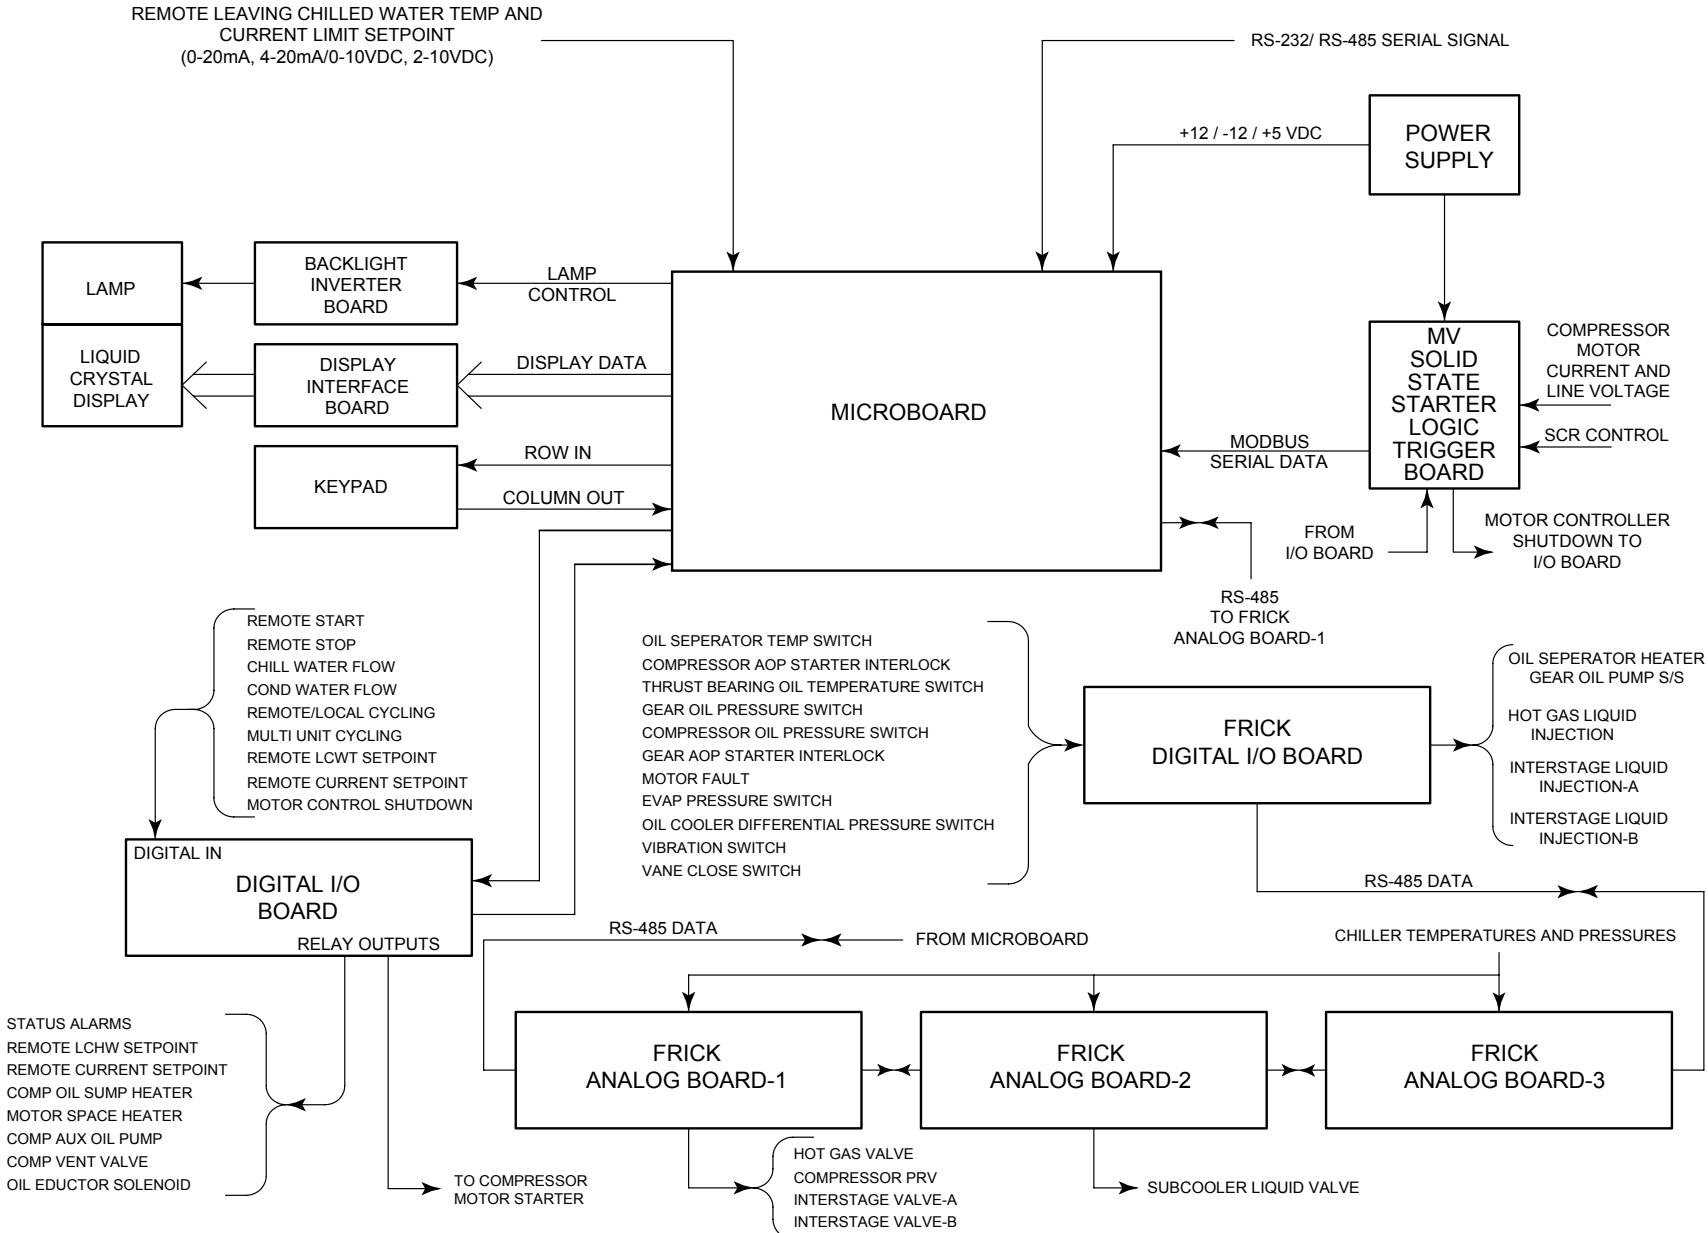 REMOTE LEAVING CHILLED WATER TEMP AND
CURRENT LIMIT SETPOINT
(0-20mA, 4-20mA/0-10VDC, 2-10VDC)
RS-232/ RS-485 SERIAL SIGNAL
+12 / -12 / +5 VDC
POWER
SUPPLY
LAMP
BACKLIGHT
INVERTER
BOARD
LAMP
CONTROL
LIQUID
CRYSTAL
DISPLAY
DISPLAY
INTERFACE
BOARD
DISPLAY DATA
KEYPAD
ROW IN
COLUMN OUT
MICROBOARD
MODBUS
SERIAL DATA
MV
SOLID
STATE
STARTER
LOGIC
TRIGGER
BOARD
COMPRESSOR
MOTOR
CURRENT AND
LINE VOLTAGE
SCR CONTROL
FROM
I/O BOARD
MOTOR CONTROLLER
SHUTDOWN TO
I/O BOARD
RS-485
TO FRICK
ANALOG BOARD-1
REMOTE START
REMOTE STOP
CHILL WATER FLOW
COND WATER FLOW
REMOTE/LOCAL CYCLING
MULTI UNIT CYCLING
REMOTE LCWT SETPOINT
REMOTE CURRENT SETPOINT
MOTOR CONTROL SHUTDOWN
OIL SEPERATOR TEMP SWITCH
COMPRESSOR AOP STARTER INTERLOCK
THRUST BEARING OIL TEMPERATURE SWITCH
GEAR OIL PRESSURE SWITCH
COMPRESSOR OIL PRESSURE SWITCH
GEAR AOP STARTER INTERLOCK
MOTOR FAULT
EVAP PRESSURE SWITCH
OIL COOLER DIFFERENTIAL PRESSURE SWITCH
VIBRATION SWITCH
VANE CLOSE SWITCH
FRICK
DIGITAL I/O BOARD
OIL SEPERATOR HEATER
GEAR OIL PUMP S/S
HOT GAS LIQUID
INJECTION
INTERSTAGE LIQUID
INJECTION-A
INTERSTAGE LIQUID
INJECTION-B
DIGITAL IN
DIGITAL I/O
BOARD
RELAY OUTPUTS
RS-485 DATA
RS-485 DATA
FROM MICROBOARD
CHILLER TEMPERATURES AND PRESSURES
STATUS ALARMS
REMOTE LCHW SETPOINT
REMOTE CURRENT SETPOINT
COMP OIL SUMP HEATER
MOTOR SPACE HEATER
COMP AUX OIL PUMP
COMP VENT VALVE
OIL EDUCTOR SOLENOID
TO COMPRESSOR
MOTOR STARTER
FRICK
ANALOG BOARD-1
FRICK
ANALOG BOARD-2
FRICK
ANALOG BOARD-3
HOT GAS VALVE
COMPRESSOR PRV
INTERSTAGE VALVE-A
INTERSTAGE VALVE-B
SUBCOOLER LIQUID VALVE